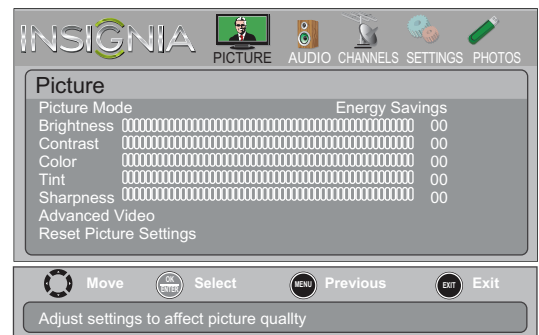 INSIGNIA
PICTURE AUDIO CHANNELS SETTINGS PHOTOS
Picture
Picture Mode Energy Savings
Brightness 00
Contrast 00
Color 00
Tint 00
Sharpness 00
Advanced Video
Reset Picture Settings
Move OK ENTER Select MENU Previous EXIT Exit
Adjust settings to affect picture quallty